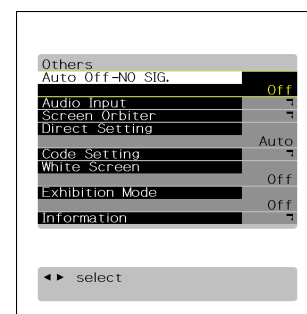 Others
Auto Off-NO SIG.
Off
Audio Input
Screen Orbiter
Direct Setting
Auto
Code Setting
White Screen
Off
Exhibition Mode
Off
Information
◄► select